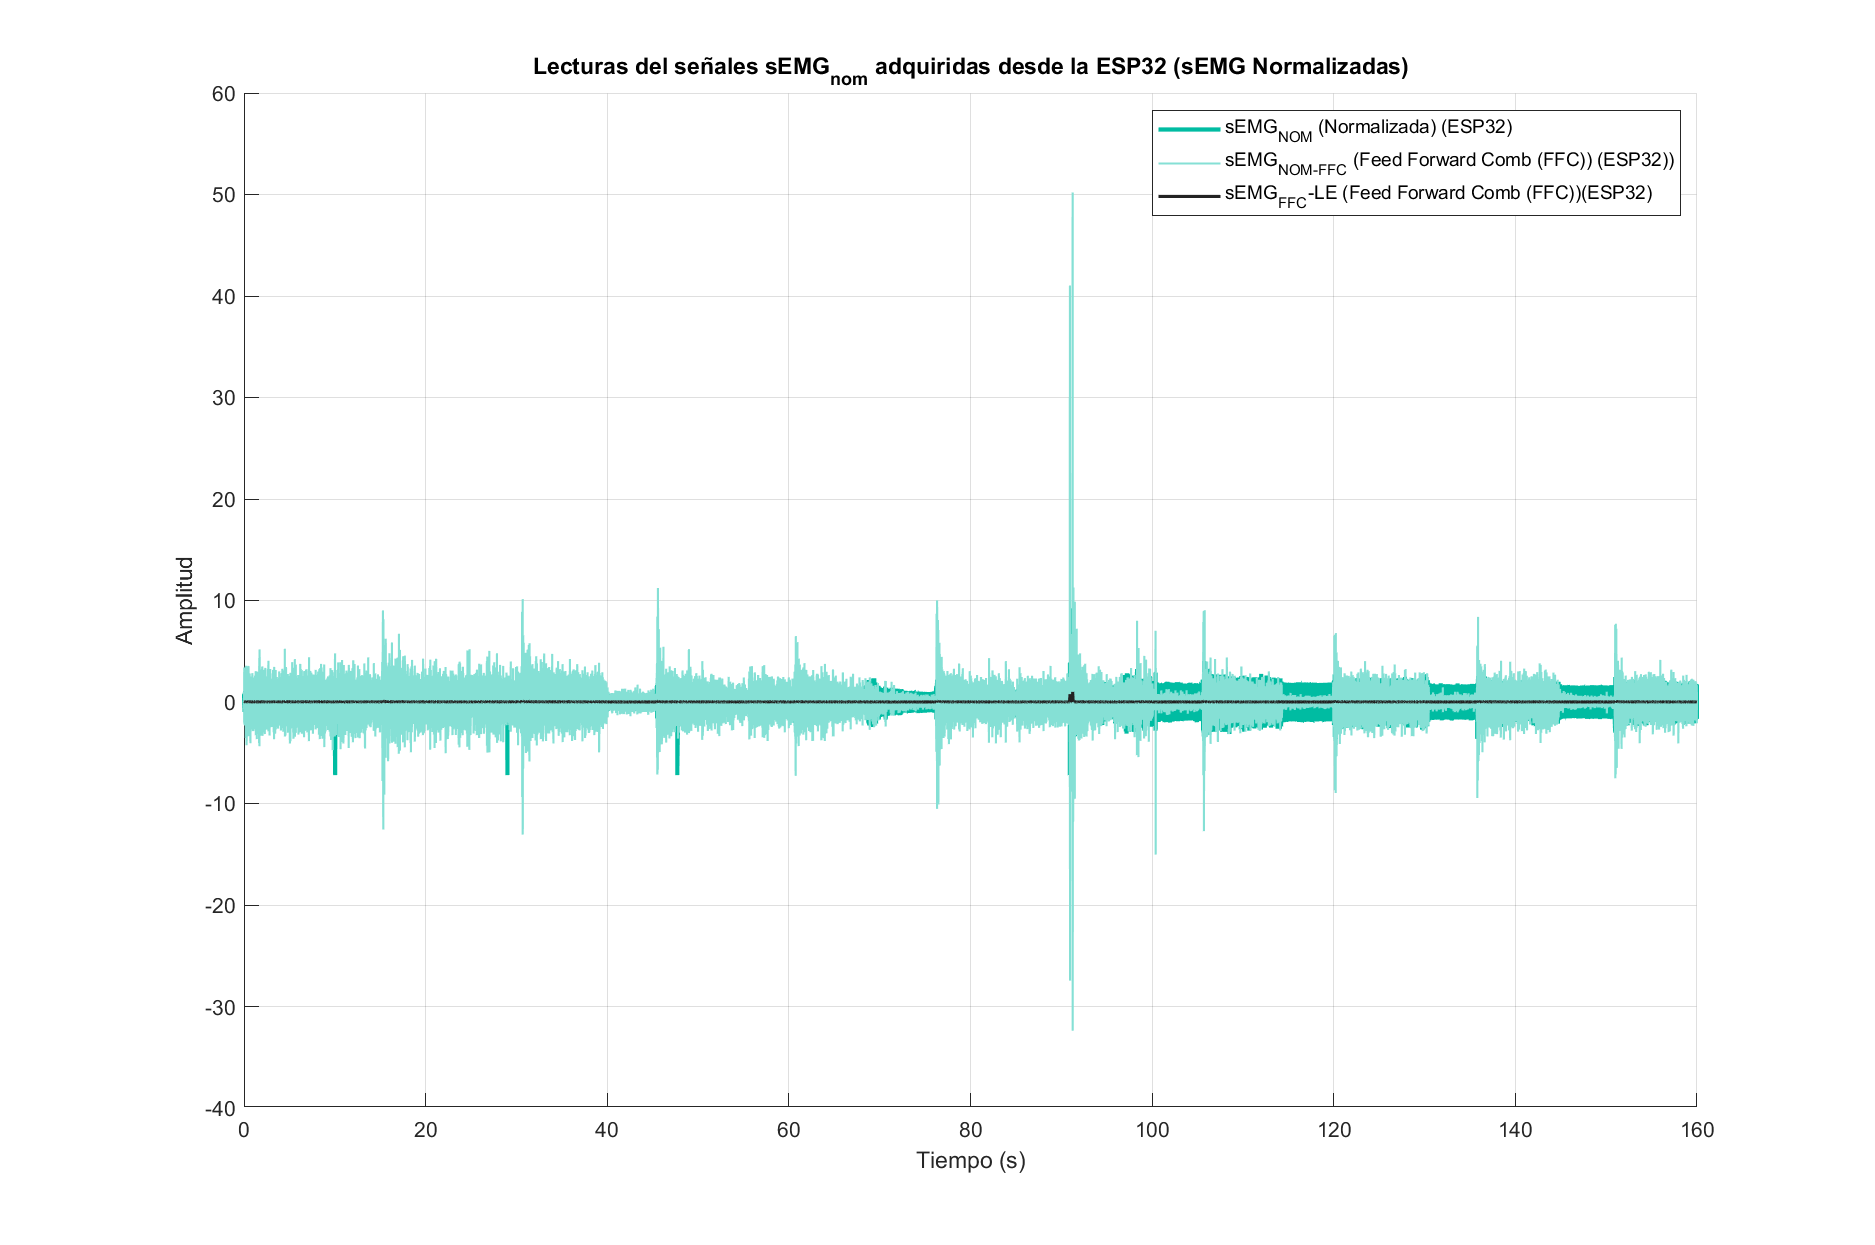 Lecturas del señales sEMGnom adquiridas desde la ESP32 (sEMG Normalizadas)
60
50
40
30
20
10
0
-10
-20
-30
-40
Amplitud
sEMGNOM (Normalizada) (ESP32)
sEMGNOM-FFC (Feed Forward Comb (FFC)) (ESP32))
sEMGFFC-LE (Feed Forward Comb (FFC))(ESP32)
0 20 40 60 80 100 120 140 160
Tiempo (s)